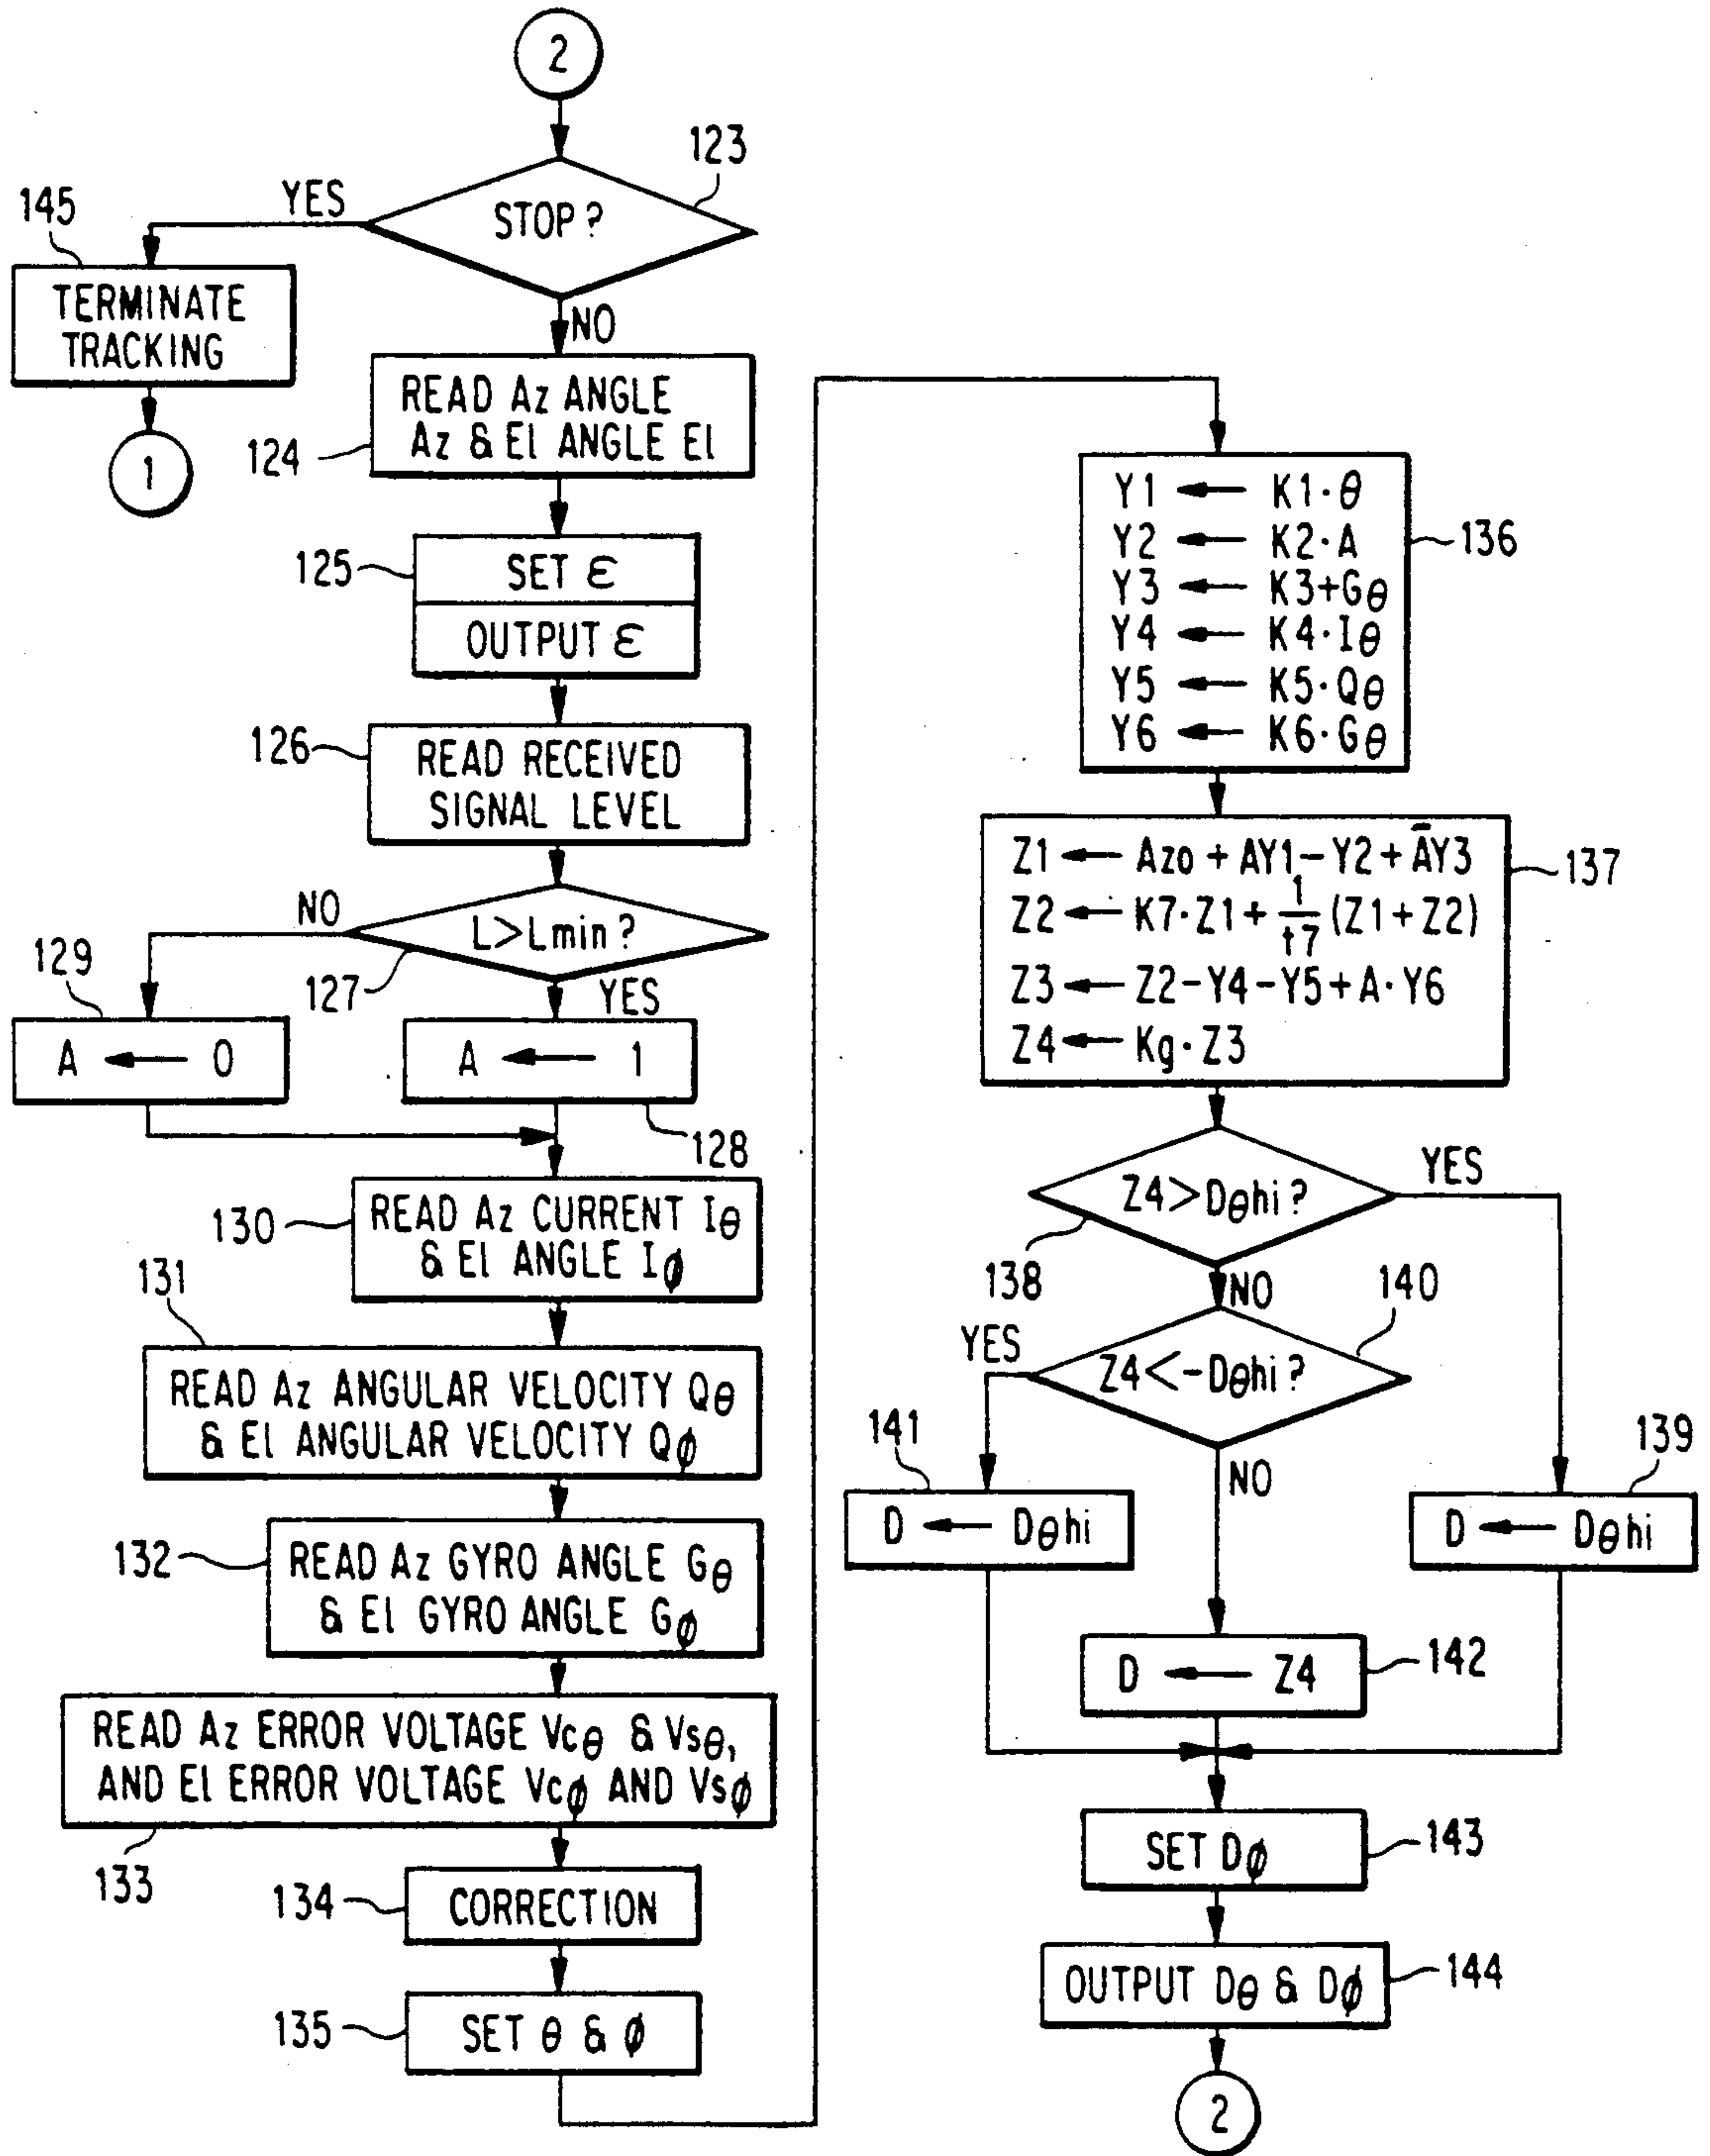 2
123
STOP?
YES
145
TERMINATE
TRACKING
1
NO
READ Az ANGLE
Az & El ANGLE El
124
125
SET ε
OUTPUT ε
126
READ RECEIVED
SIGNAL LEVEL
L>Lmin?
127
NO
YES
129
A ← 0
A ← 1
128
130
READ Az CURRENT Iθ
& El ANGLE Iφ
131
READ Az ANGULAR VELOCITY Qθ
& El ANGULAR VELOCITY Qφ
132
READ Az GYRO ANGLE Gθ
& El GYRO ANGLE Gφ
READ Az ERROR VOLTAGE Vcθ & Vsθ,
AND El ERROR VOLTAGE Vcφ AND Vsφ
133
134
CORRECTION
135
SET θ & φ
Y1 ← K1·θ
Y2 ← K2·A
Y3 ← K3+Gθ
Y4 ← K4·Iθ
Y5 ← K5·Qθ
Y6 ← K6·Gθ
136
Z1 ← Azo + AY1 - Y2 + A̅Y3
Z2 ← K7·Z1 + 1/t7 (Z1+Z2)
Z3 ← Z2-Y4-Y5+A·Y6
Z4 ← Kg·Z3
137
Z4>Dθhi?
138
YES
NO
140
Z4<-Dθhi?
YES
NO
141
D ← Dθhi
139
D ← Dθhi
D ← Z4
142
SET Dφ
143
OUTPUT Dθ & Dφ
144
2